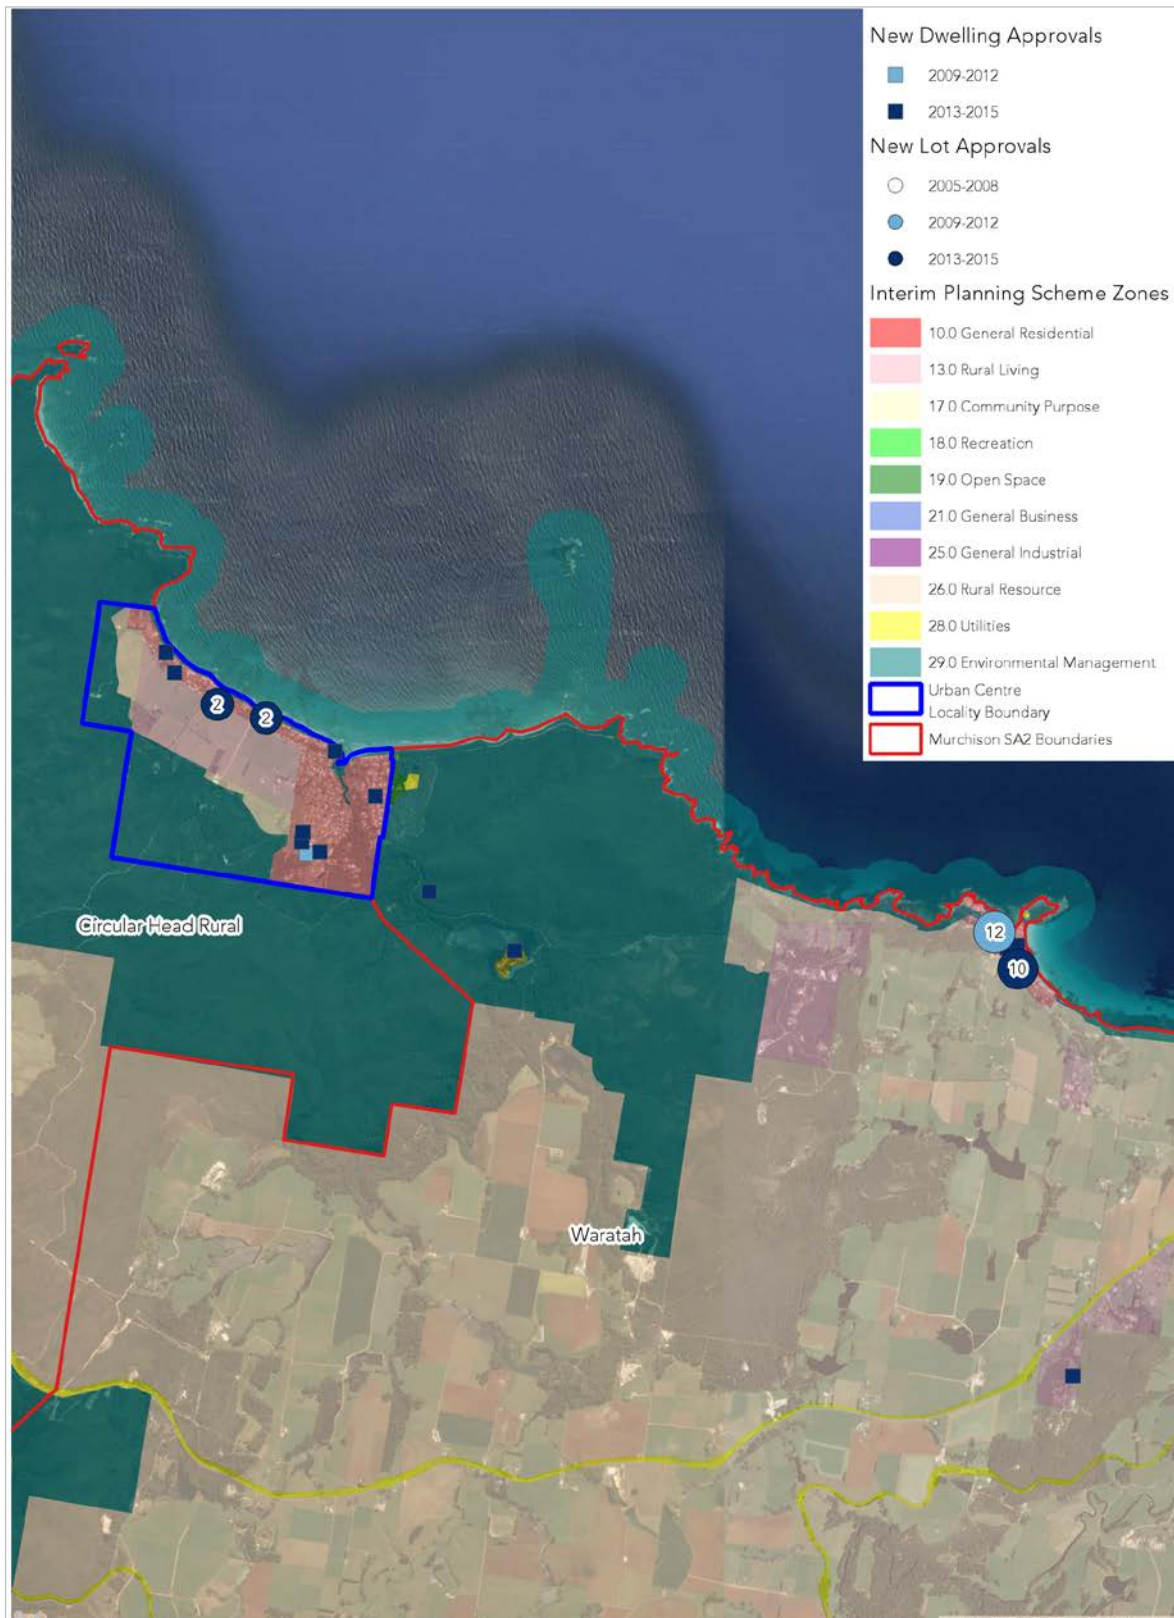 New Dwelling Approvals
2009-2012
2013-2015
New Lot Approvals
2005-2008
2009-2012
2013-2015
Interim Planning Scheme Zones
10.0 General Residential
13.0 Rural Living
17.0 Community Purpose
18.0 Recreation
19.0 Open Space
21.0 General Business
25.0 General Industrial
26.0 Rural Resource
28.0 Utilities
29.0 Environmental Management
Urban Centre
Locality Boundary
Murchison SA2 Boundaries
2
2
Circular Head Rural
12
10
Waratah